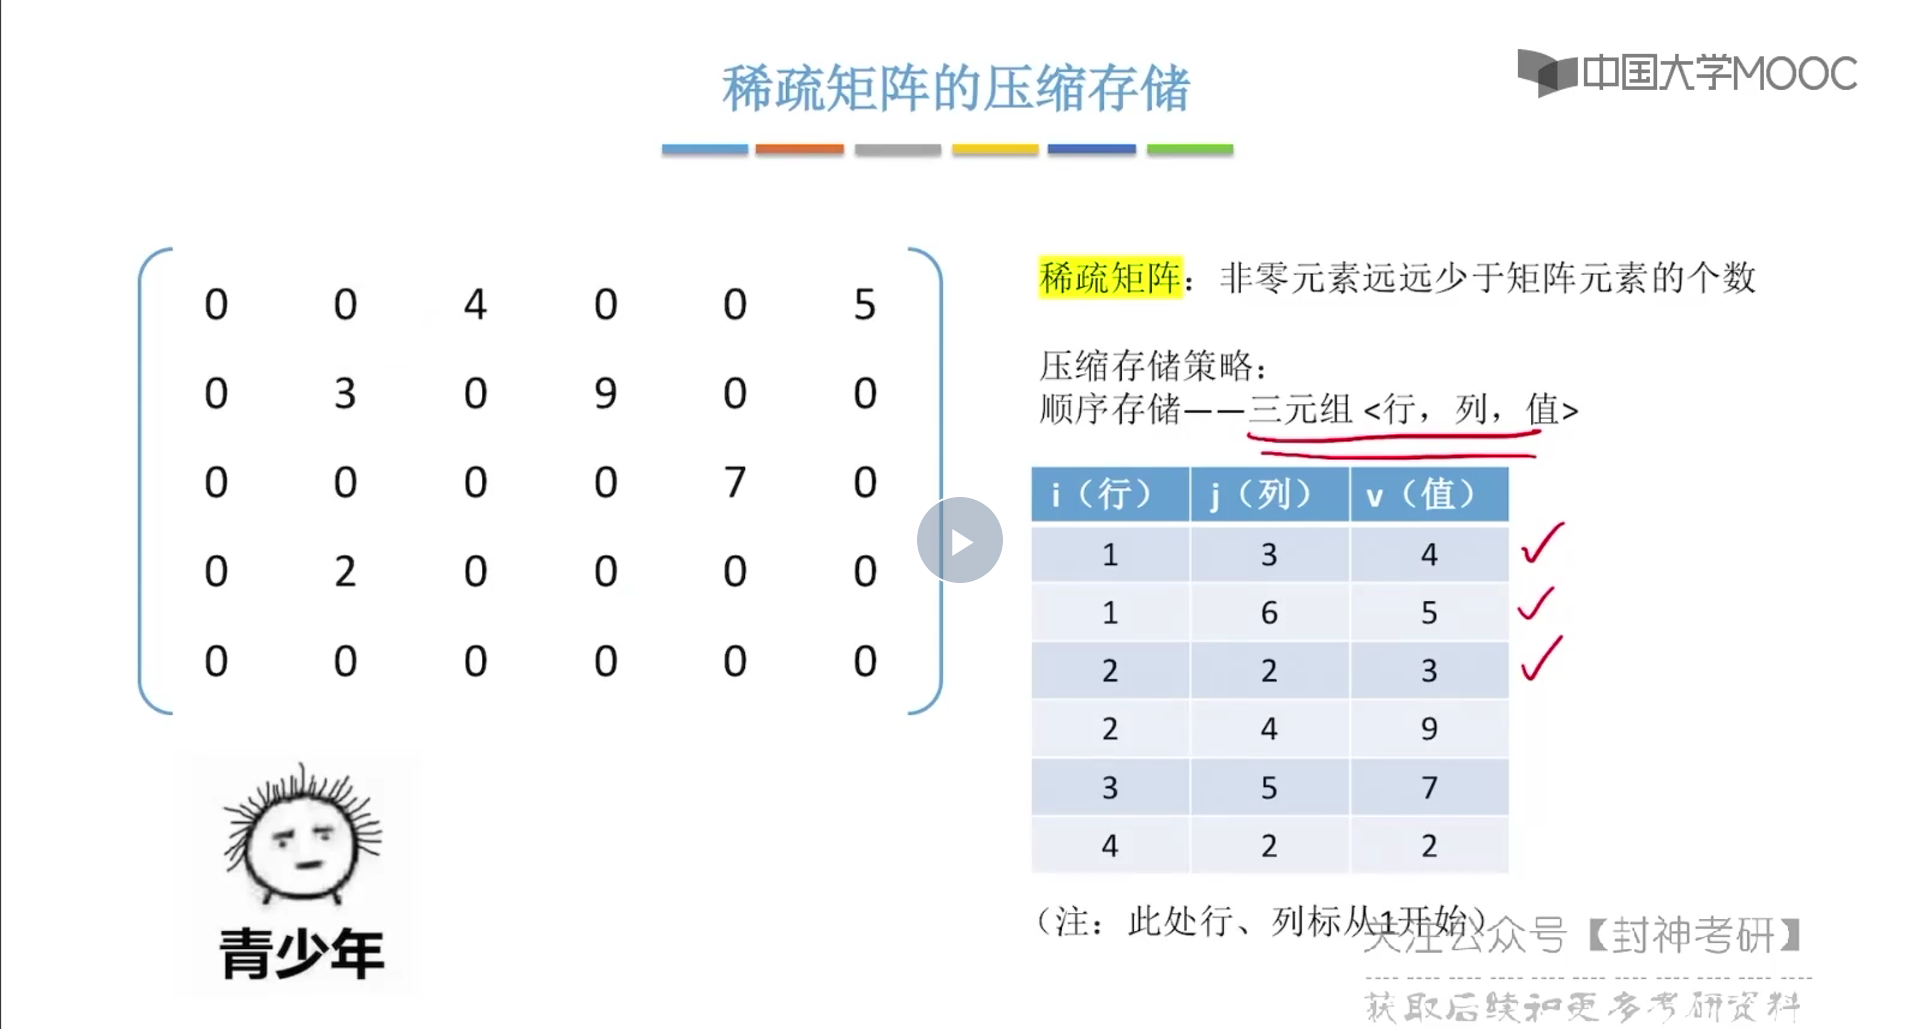 稀疏矩阵的压缩存储
中国大学MOOC
0 0 4 0 0 5
0 3 0 9 0 0
0 0 0 0 7 0
0 2 0 0 0 0
0 0 0 0 0 0
青少年
稀疏矩阵：非零元素远远少于矩阵元素的个数
压缩存储策略：
顺序存储——三元组 <行，列，值>
i（行） j（列） v（值）
1 3 4
1 6 5
2 2 3
2 4 9
3 5 7
4 2 2
（注：此处行、列标从1开始）
关注公众号【封神考研】
获取后续和更多考研资料